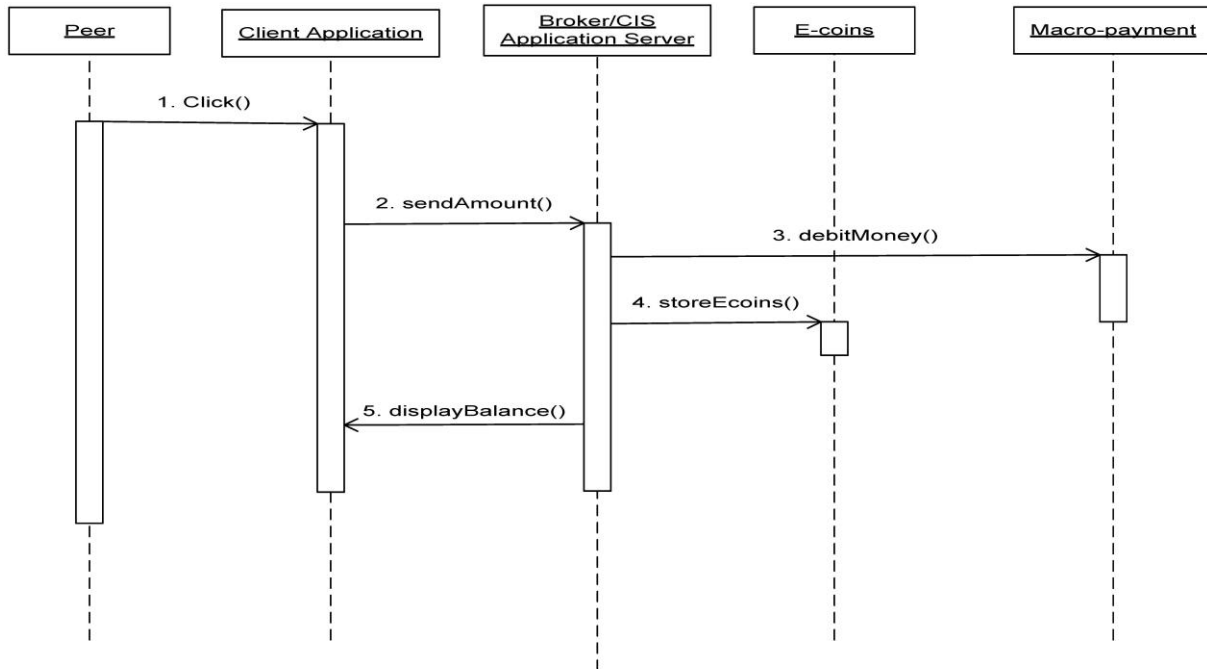 Peer
Client Application
Broker/CIS
Application Server
E-coins
Macro-payment
1. Click()
2. sendAmount()
3. debitMoney()
4. storeEcoins()
5. displayBalance()